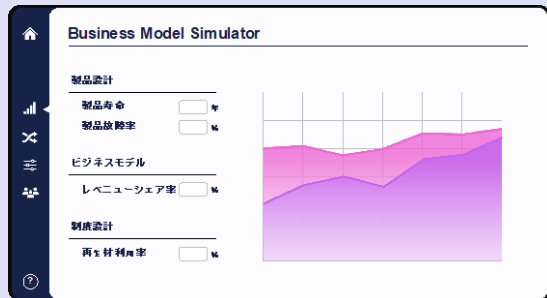 Business Model Simulator
製品設計
製品寿命 年
製品故障率 %
ビジネスモデル
レベニューシェア率 %
制度設計
再生材利用率 %
?